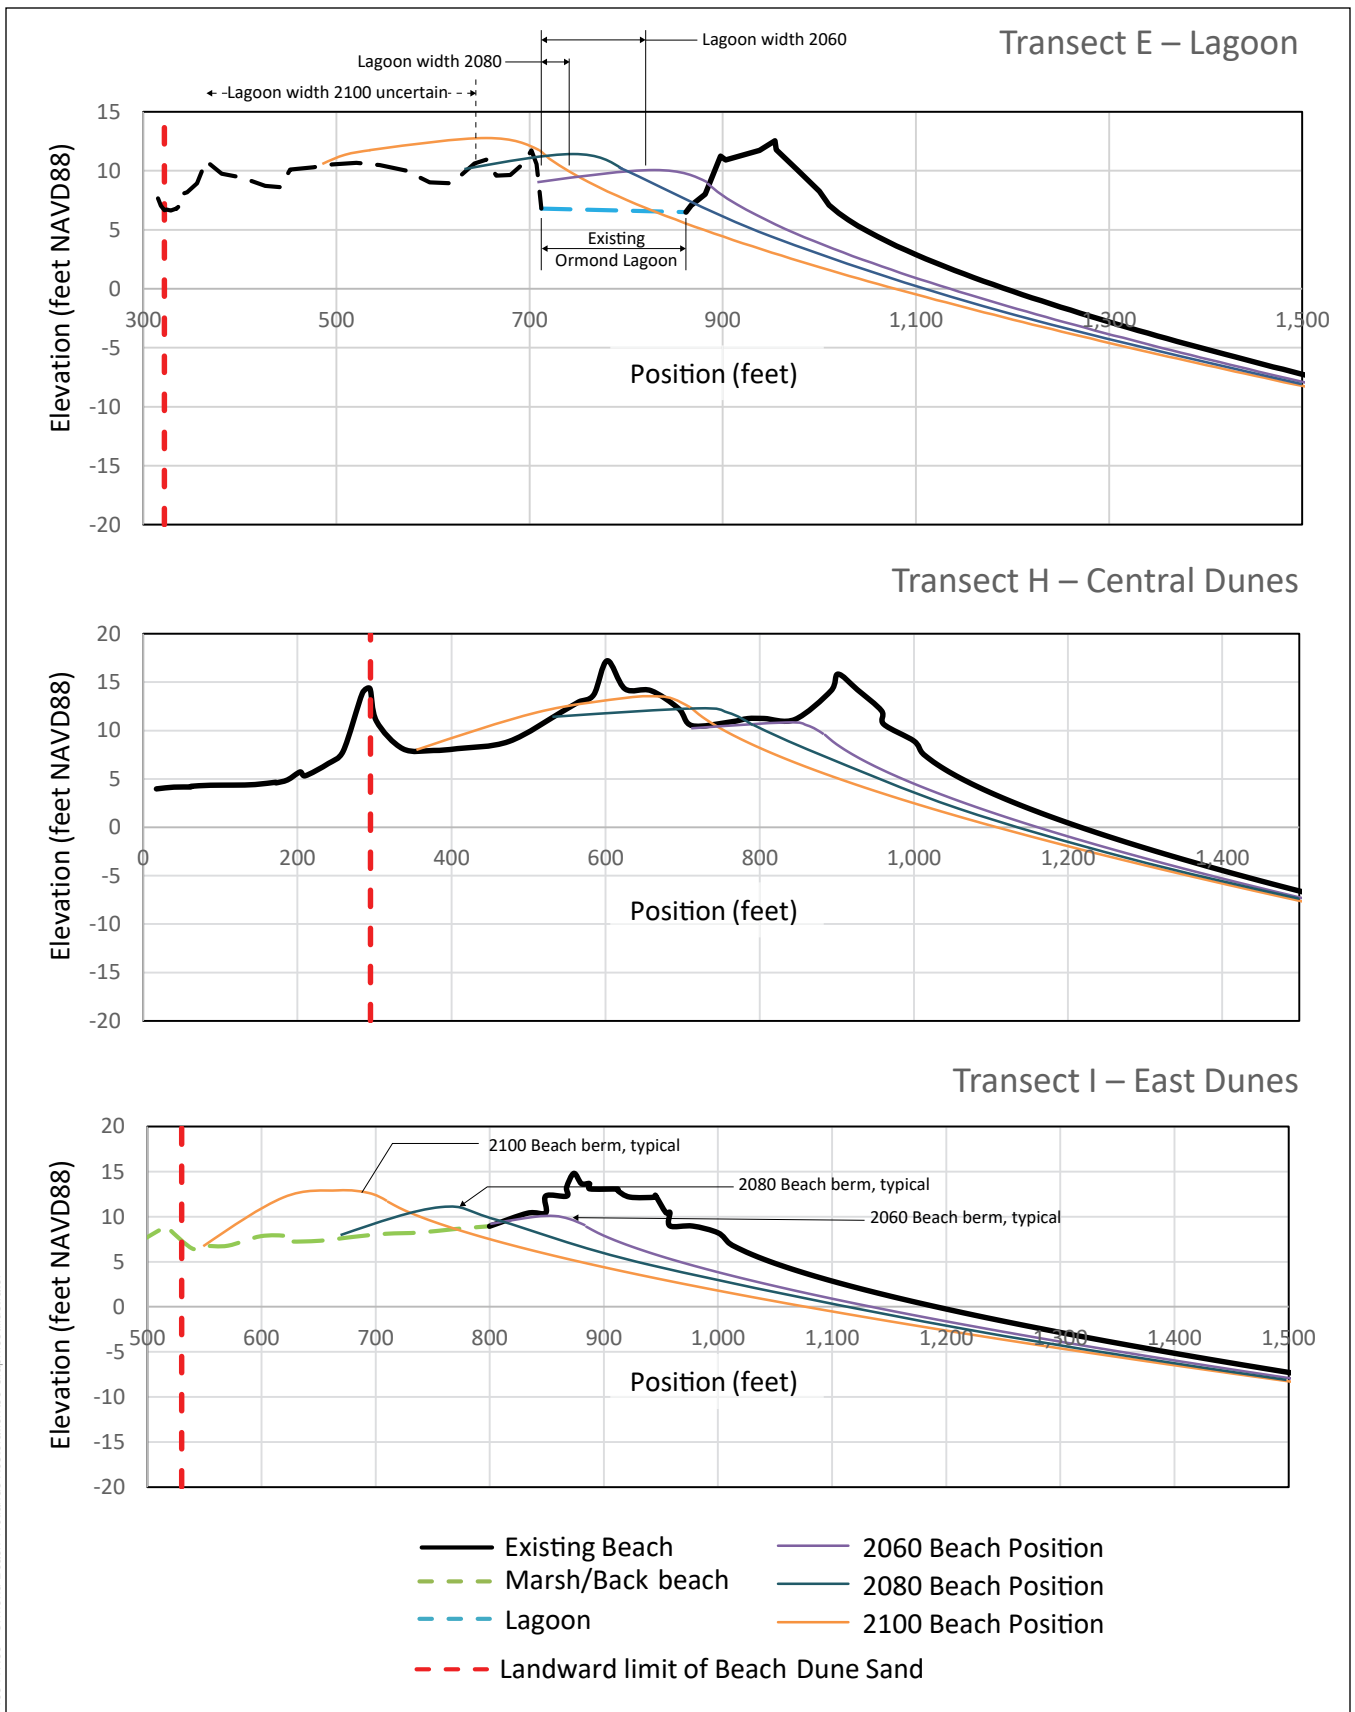 Transect E – Lagoon
Lagoon width 2060
Lagoon width 2080
Lagoon width 2100 uncertain
Elevation (feet NAVD88)
15
10
5
0
-5
-10
-15
-20
300
500
700
900
1,100
1,300
1,500
Existing
Ormond Lagoon
Position (feet)
Transect H – Central Dunes
Elevation (feet NAVD88)
20
15
10
5
0
-5
-10
-15
-20
0
200
400
600
800
1,000
1,200
1,400
Position (feet)
Transect I – East Dunes
Elevation (feet NAVD88)
20
15
10
5
0
-5
-10
-15
-20
2100 Beach berm, typical
2080 Beach berm, typical
2060 Beach berm, typical
500
600
700
800
900
1,000
1,100
1,200
1,300
1,400
1,500
Position (feet)
Existing Beach
Marsh/Back beach
Lagoon
Landward limit of Beach Dune Sand
2060 Beach Position
2080 Beach Position
2100 Beach Position